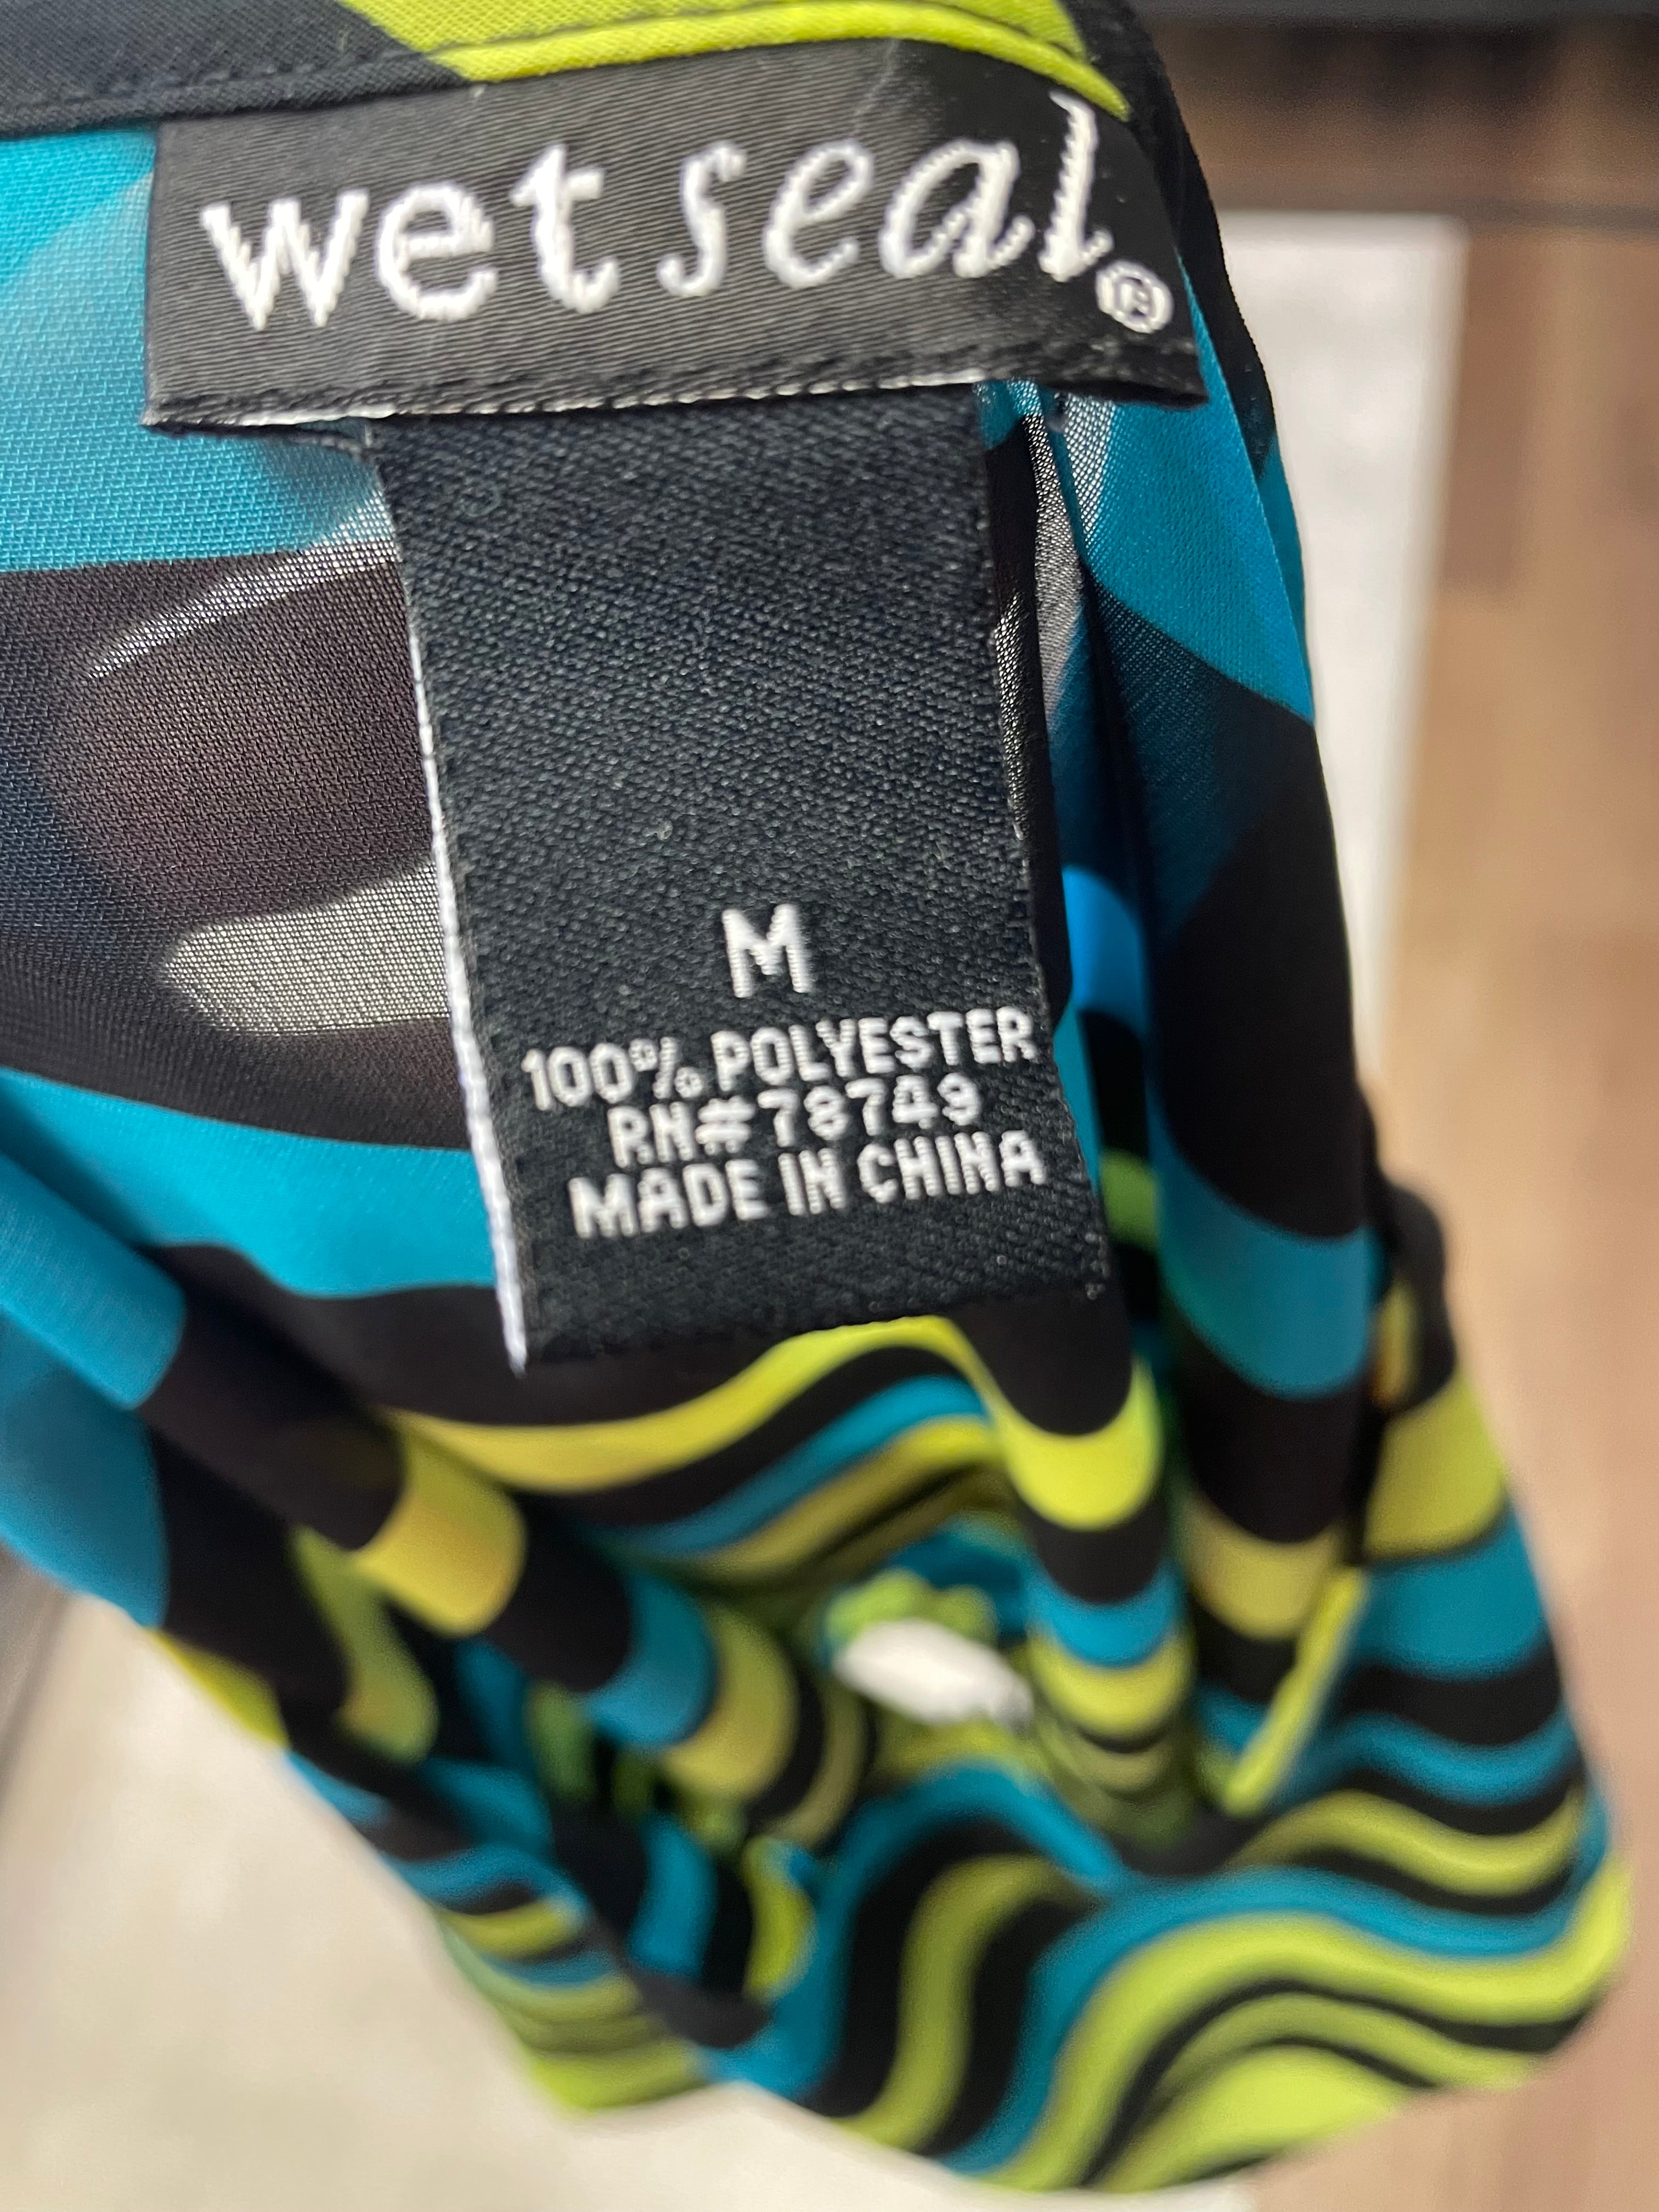 wet seal®
M
100% POLYESTER
RN#78749
MADE IN CHINA